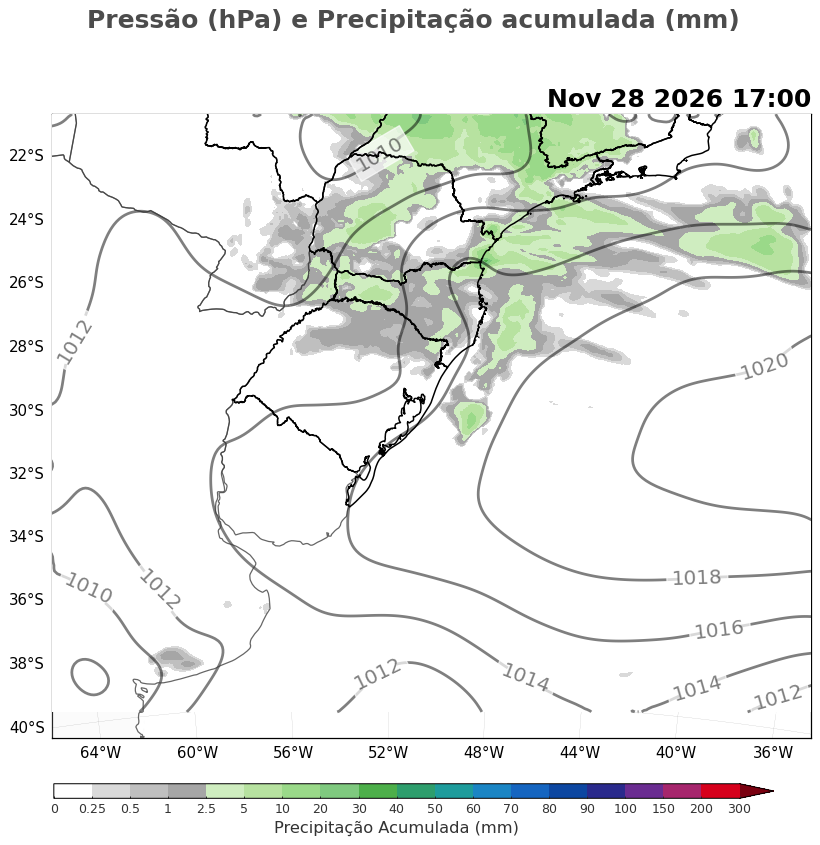 Pressão (hPa) e Precipitação acumulada (mm)
Nov 28 2026 17:00
22°S
24°S
26°S
28°S
30°S
32°S
34°S
36°S
38°S
40°S
1010
1012
1020
1018
1016
1014
1012
1010
1012
1012
1014
64°W 60°W 56°W 52°W 48°W 44°W 40°W 36°W
0 0.25 0.5 1 2.5 5 10 20 30 40 50 60 70 80 90 100 150 200 300
Precipitação Acumulada (mm)